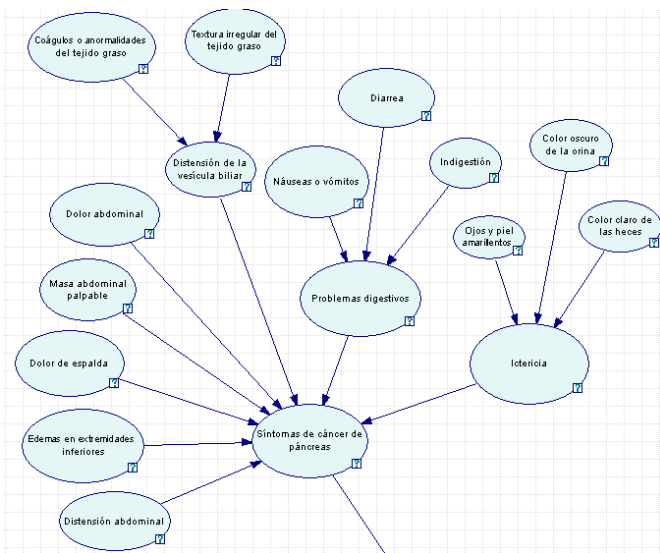 Coágulos o anormalidades
del tejido graso
Textura irregular del
tejido graso
Diarrea
Color oscuro
de la orina
Distensión de la
vesícula biliar
Náuseas o vómitos
Indigestión
Dolor abdominal
Ojos y piel
amarillentos
Color claro de
las heces
Masa abdominal
palpable
Problemas digestivos
Dolor de espalda
Ictericia
Edemas en extremidades
inferiores
Síntomas de cáncer de
páncreas
Distensión abdominal